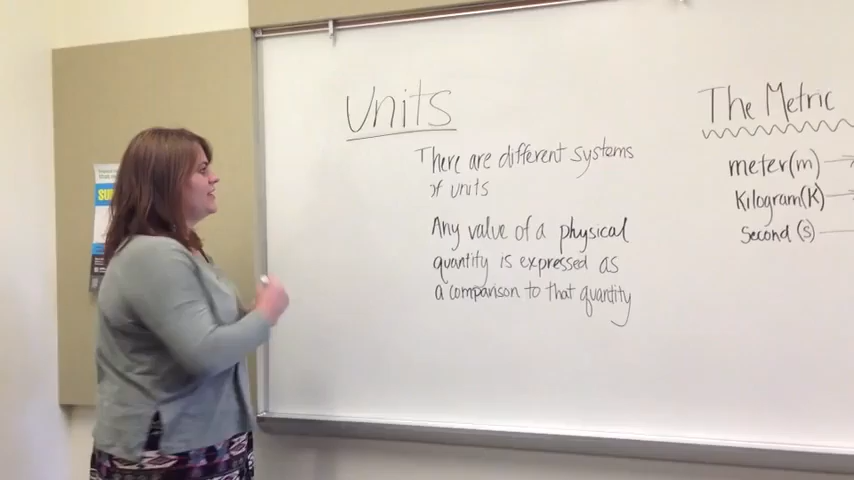 Units
There are different systems
of units
Any value of a physical
quantity is expressed as
a comparison to that quantity
The Metric
meter(m)
Kilogram(K)
second (s)